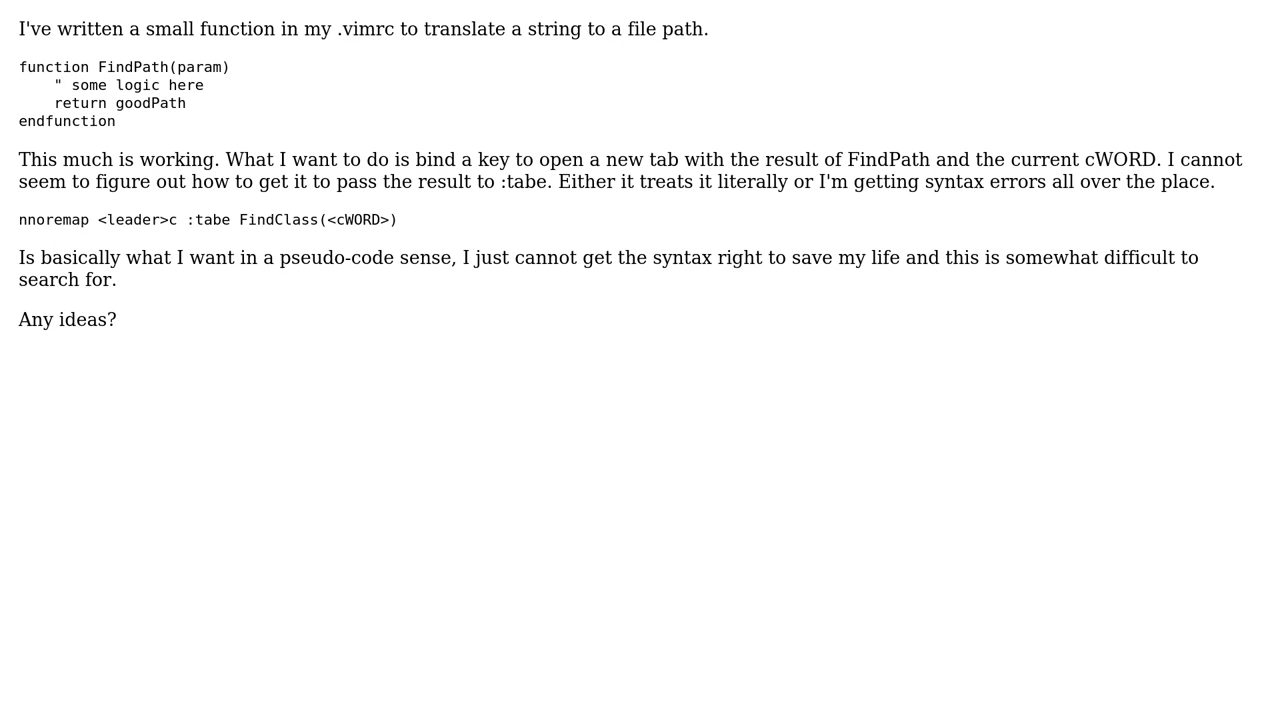 I've written a small function in my .vimrc to translate a string to a file path.
function FindPath(param)
    " some logic here
    return goodPath
endfunction
This much is working. What I want to do is bind a key to open a new tab with the result of FindPath and the current cWORD. I cannot
seem to figure out how to get it to pass the result to :tabe. Either it treats it literally or I'm getting syntax errors all over the place.
nnoremap <leader>c :tabe FindClass(<cWORD>)
Is basically what I want in a pseudo-code sense, I just cannot get the syntax right to save my life and this is somewhat difficult to
search for.
Any ideas?